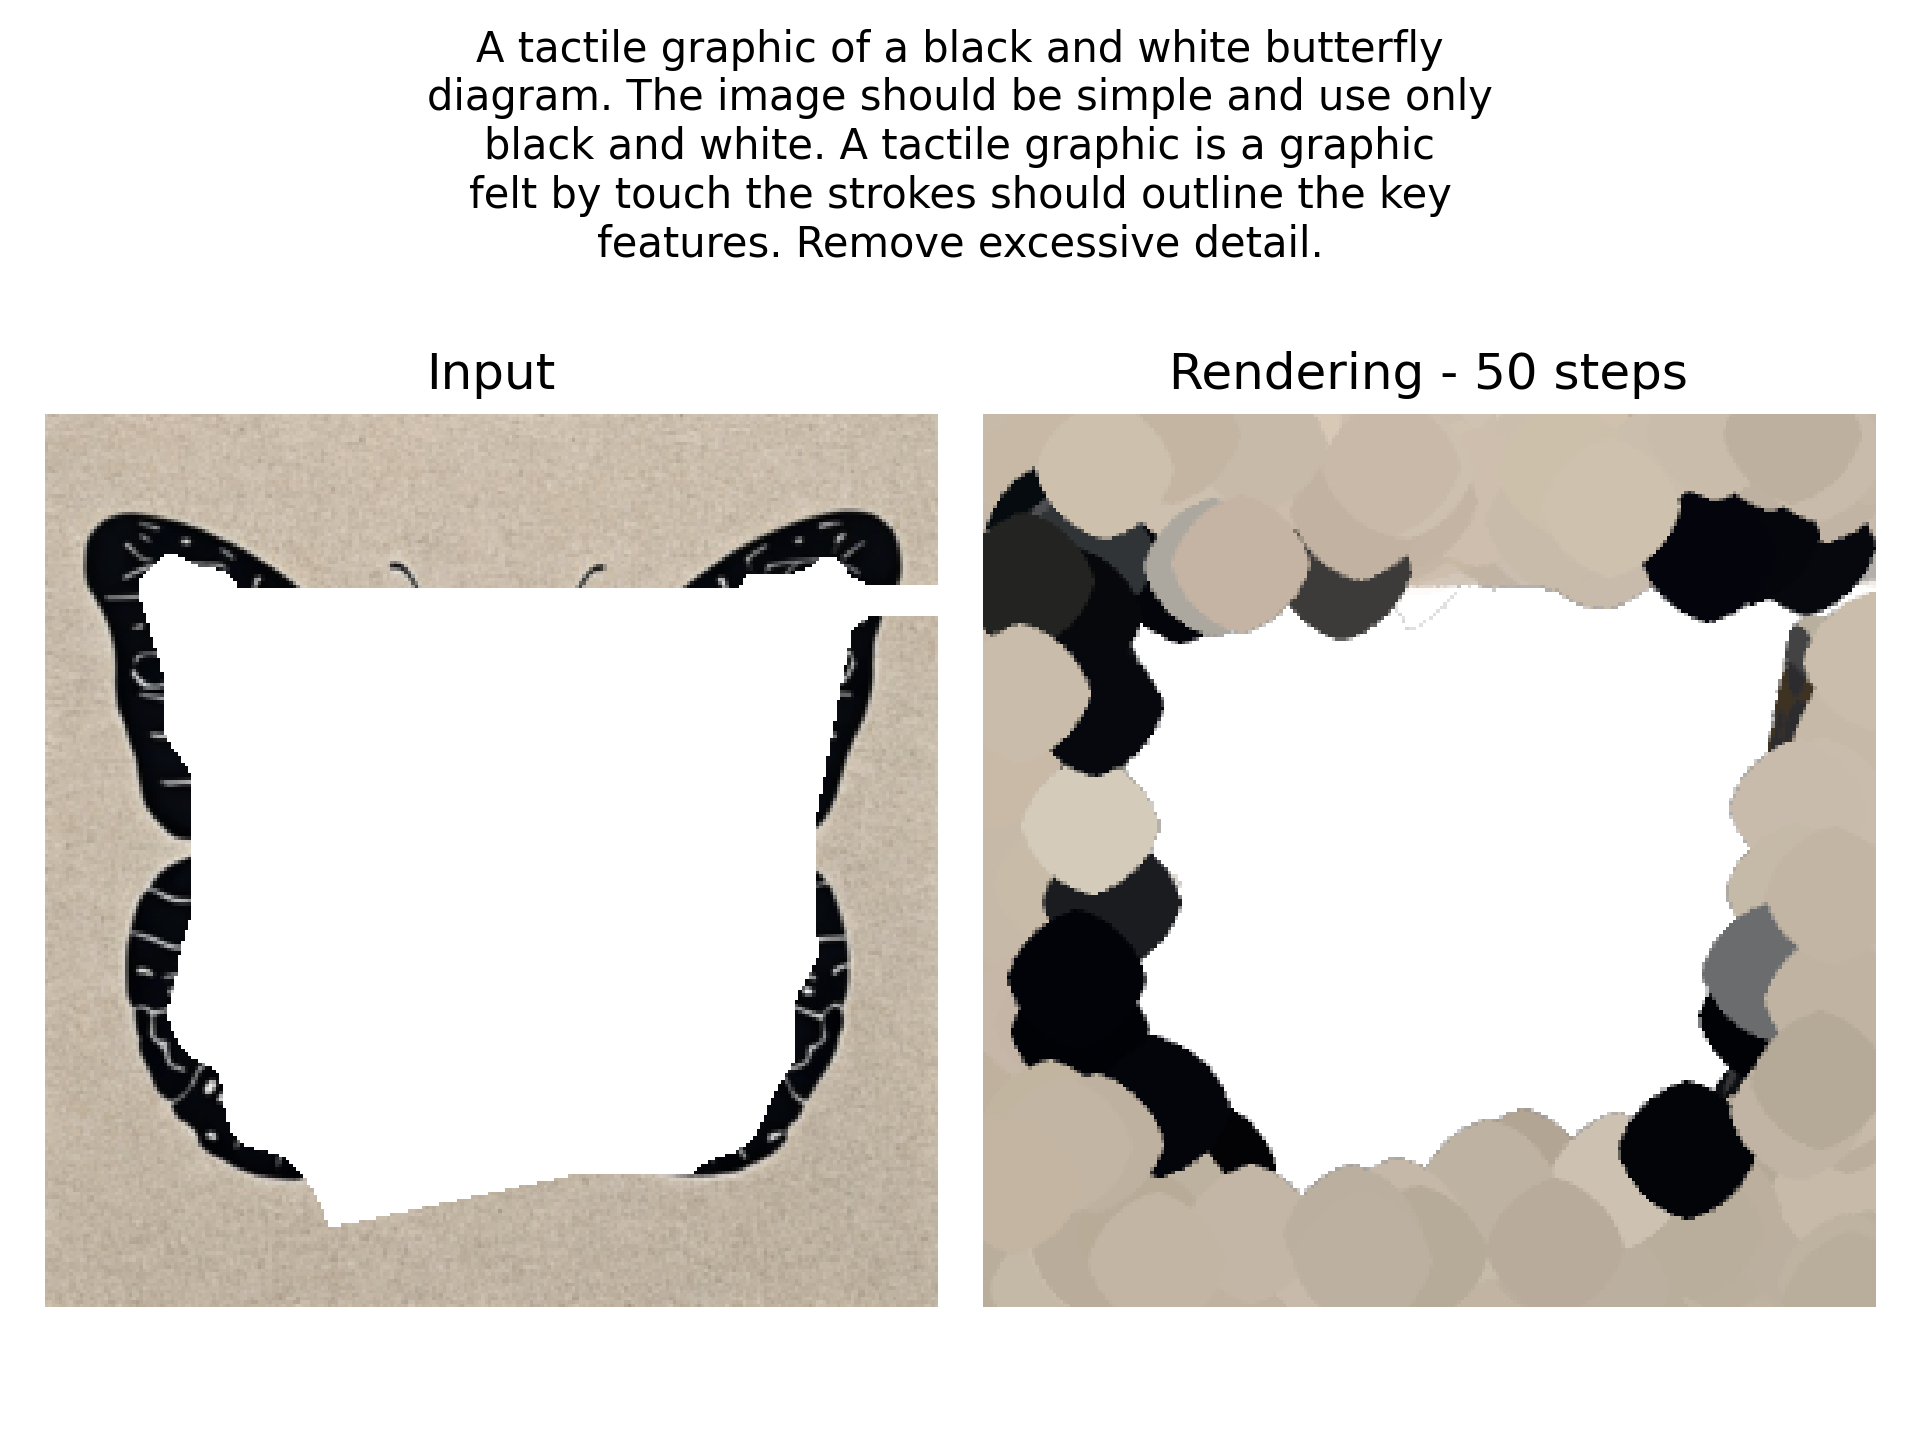 A tactile graphic of a black and white butterfly
diagram. The image should be simple and use only
black and white. A tactile graphic is a graphic
felt by touch the strokes should outline the key
features. Remove excessive detail.
Input
Rendering - 50 steps